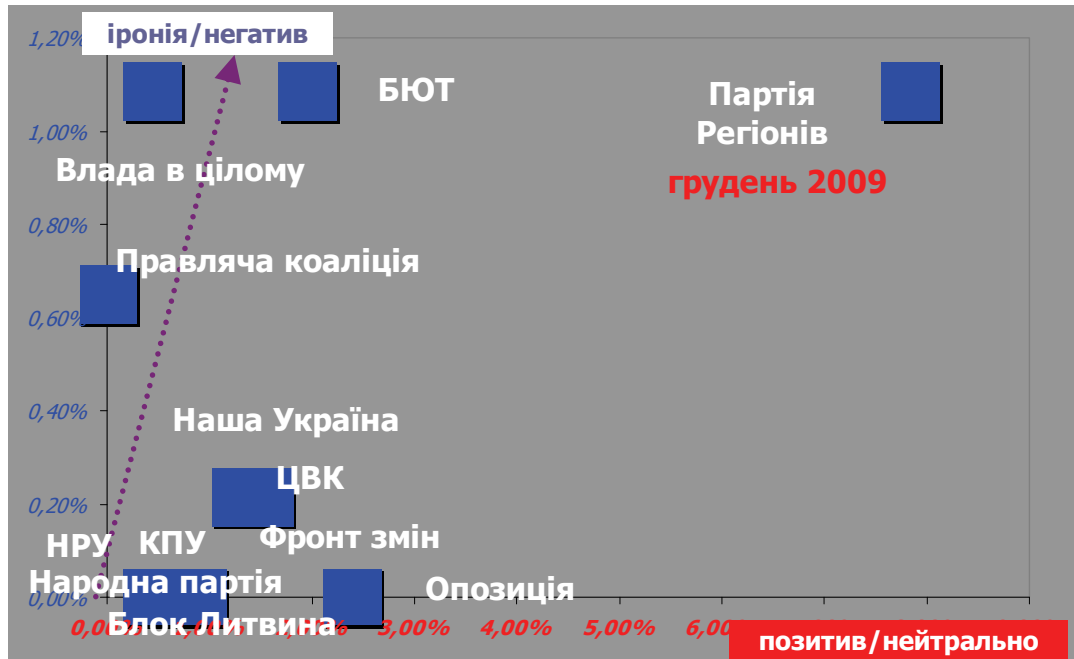 іронія/негатив
1,20%
БЮТ
Партія
Регіонів
1,00%
Влада в цілому
грудень 2009
0,80%
Правляча коаліція
0,60%
0,40%
Наша Україна
ЦВК
0,20%
НРУ КПУ Фронт змін
Народна партія
Опозиція
0,00%
Блок Литвина
3,00% 4,00% 5,00%
позитив/нейтрально